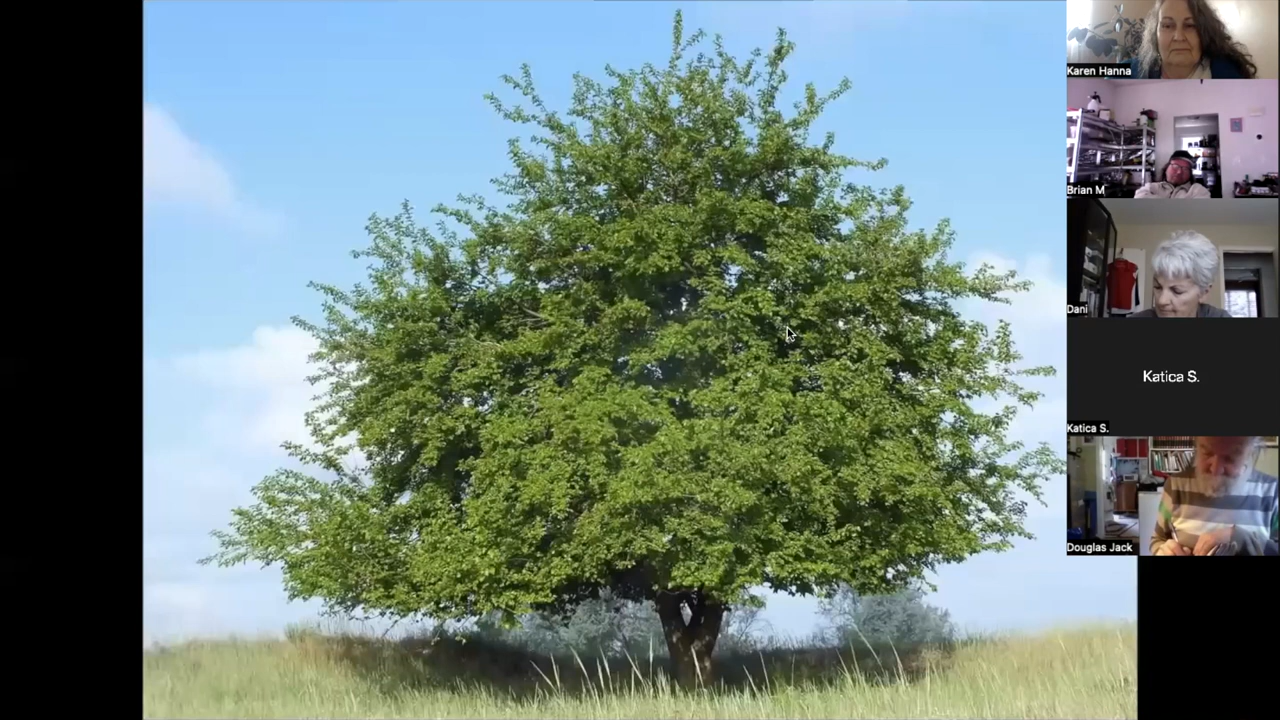 Karen Hanna
Brian M
Dani
Katica S.
Katica S.
Douglas Jack